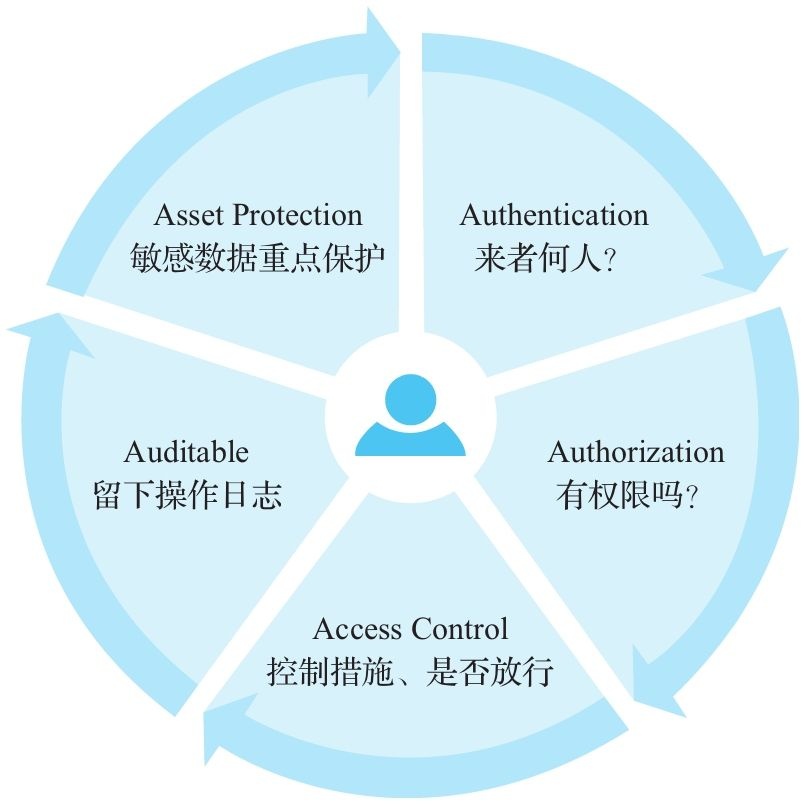 Asset Protection
敏感数据重点保护
Authentication
来者何人？
Authorization
有权限吗？
Access Control
控制措施、是否放行
Auditable
留下操作日志